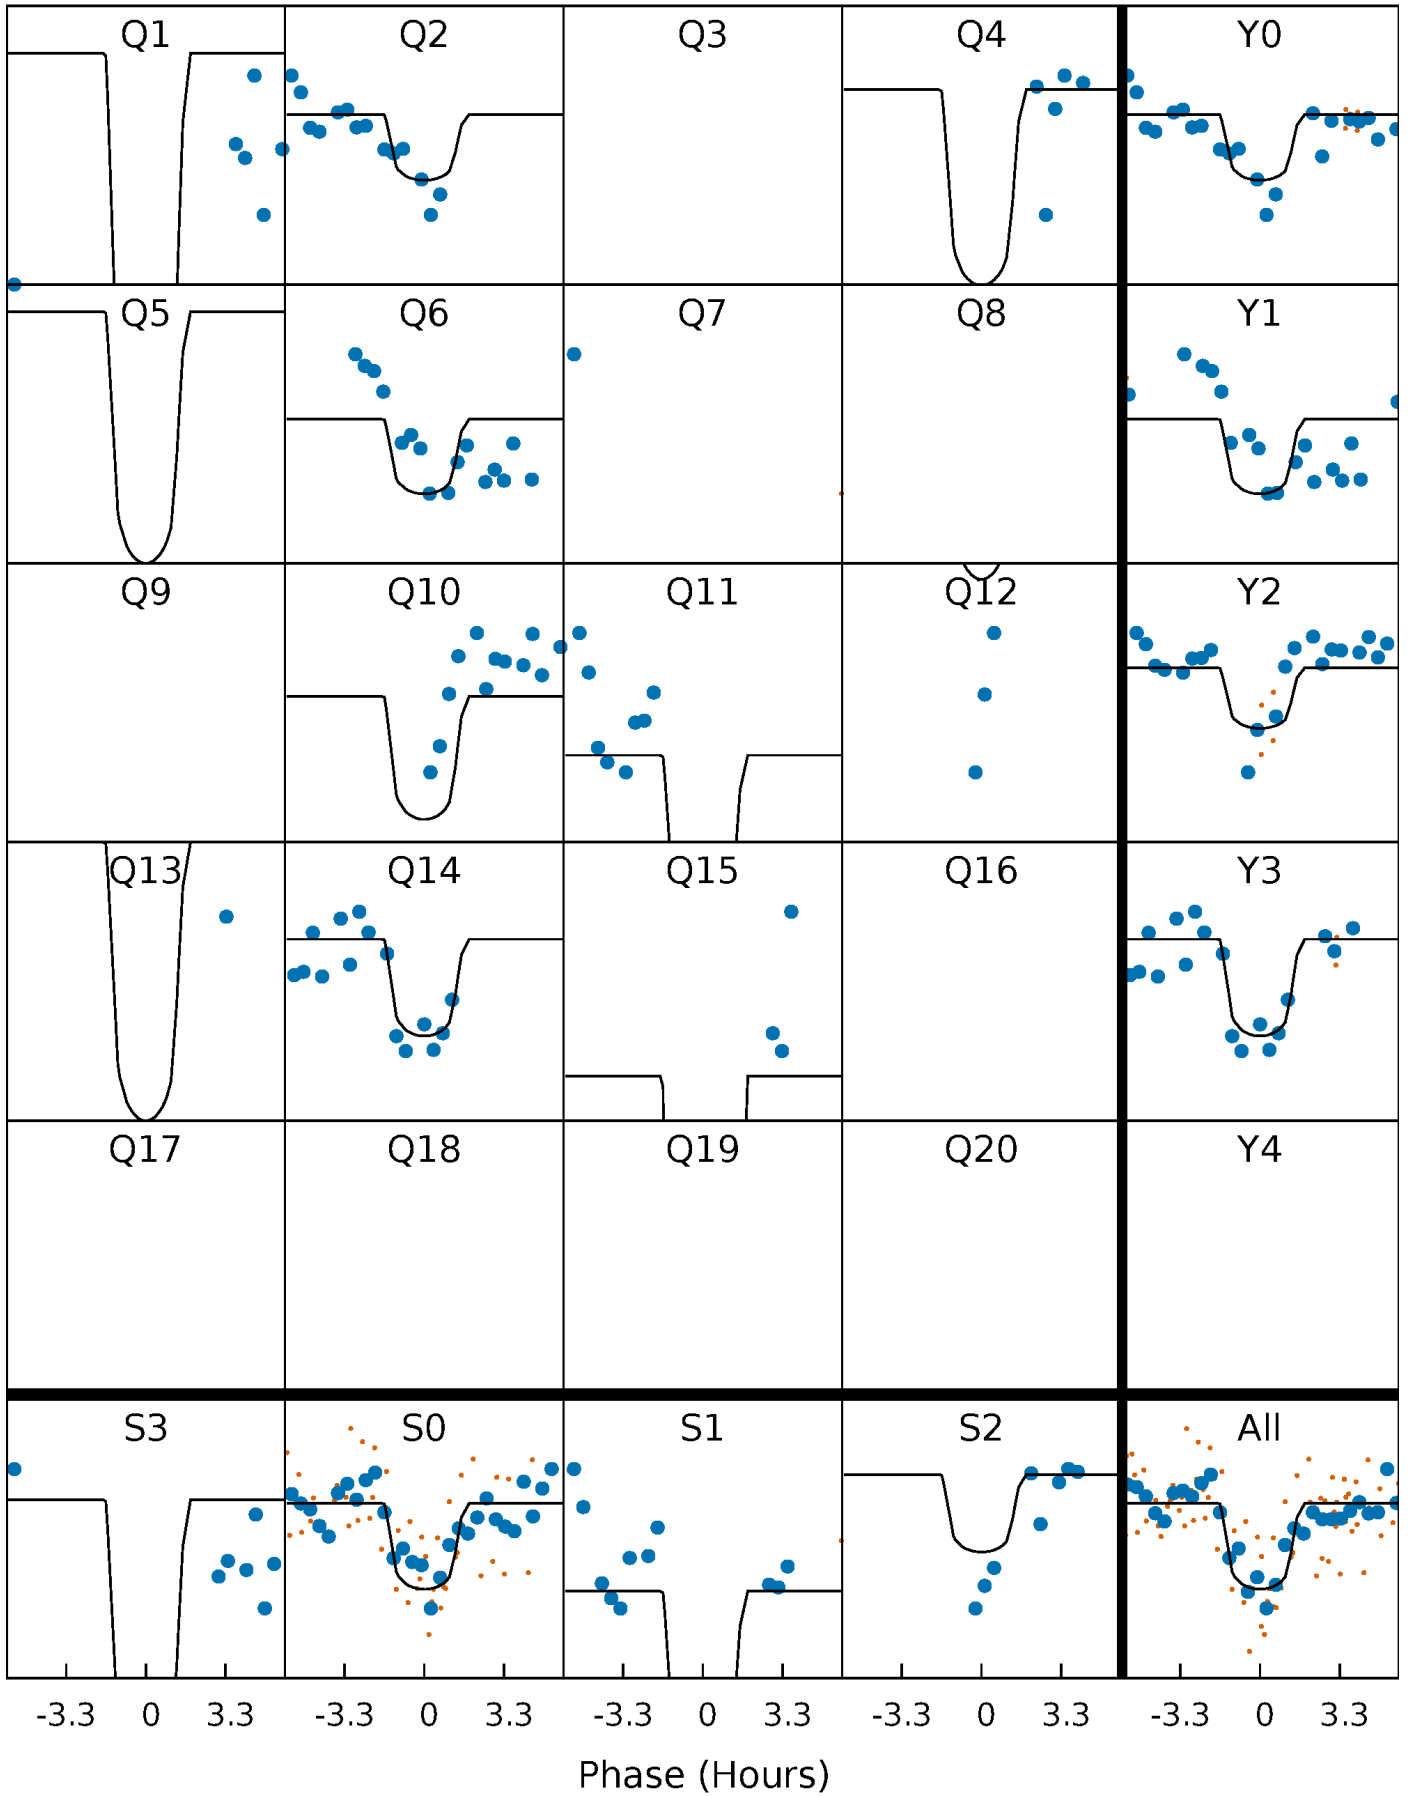 Q1 Q2 Q3 Q4 Y0
Q5 Q6 Q7 Q8 Y1
Q9 Q10 Q11 Q12 Y2
Q13 Q14 Q15 Q16 Y3
Q17 Q18 Q19 Q20 Y4
S3 S0 S1 S2 All
-3.3 0 3.3 -3.3 0 3.3 -3.3 0 3.3 -3.3 0 3.3 -3.3 0 3.3
Phase (Hours)